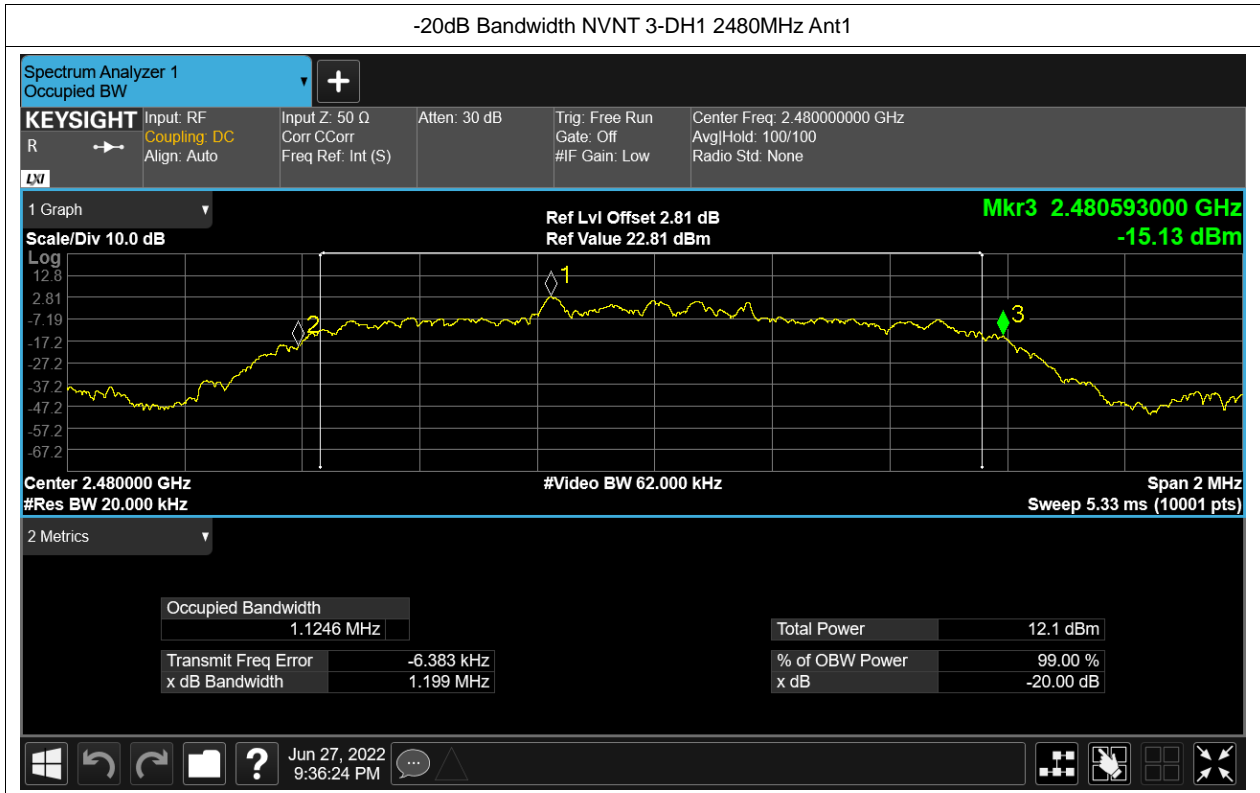 -20dB Bandwidth NVNT 3-DH1 2480MHz Ant1
Spectrum Analyzer 1
Occupied BW
KEYSIGHT
R
LXI
Input: RF
Coupling: DC
Align: Auto
Input Z: 50 Ω
Corr CCorr
Freq Ref: Int (S)
Atten: 30 dB
Trig: Free Run
Gate: Off
#IF Gain: Low
Center Freq: 2.480000000 GHz
Avg|Hold: 100/100
Radio Std: None
1 Graph
Scale/Div 10.0 dB
Ref Lvl Offset 2.81 dB
Ref Value 22.81 dBm
Mkr3 2.480593000 GHz
-15.13 dBm
Log
12.8
2.81
-7.19
-17.2
-27.2
-37.2
-47.2
-57.2
-67.2
1
2
3
Center 2.480000 GHz
#Video BW 62.000 kHz
Span 2 MHz
#Res BW 20.000 kHz
Sweep 5.33 ms (10001 pts)
2 Metrics
Occupied Bandwidth
1.1246 MHz
Total Power 12.1 dBm
Transmit Freq Error -6.383 kHz
% of OBW Power 99.00 %
x dB Bandwidth 1.199 MHz
x dB -20.00 dB
Jun 27, 2022
9:36:24 PM